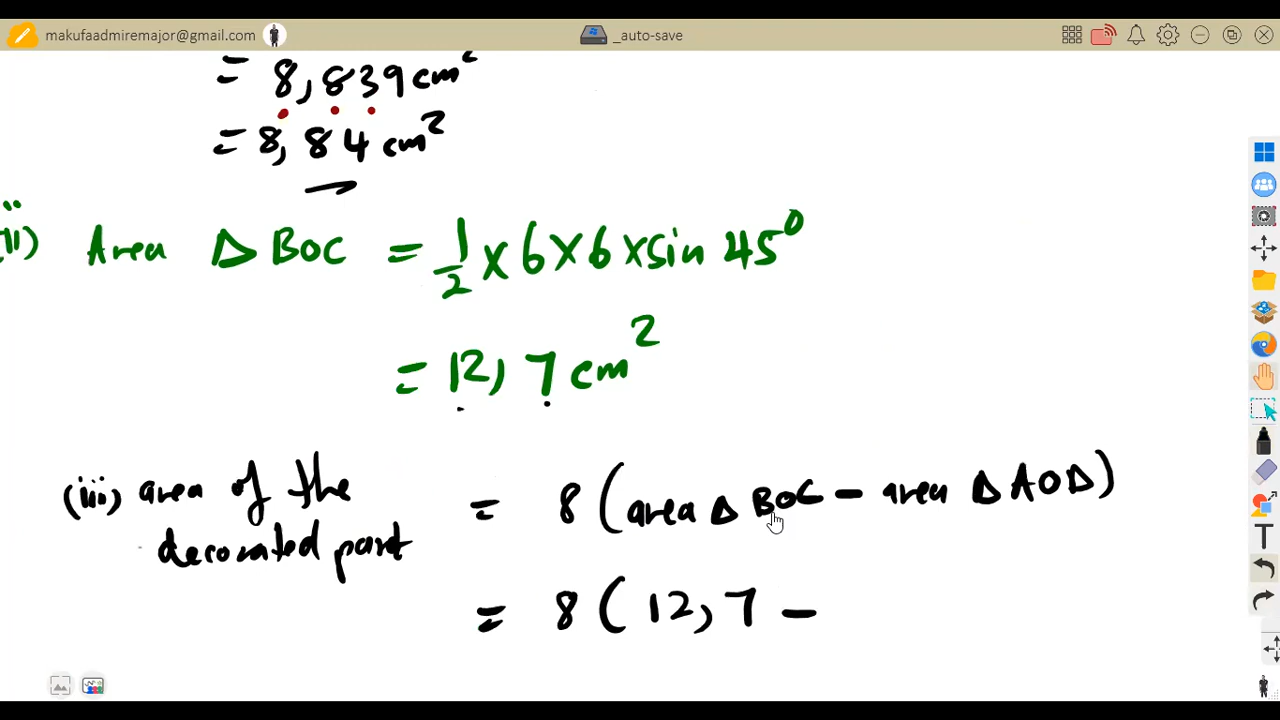 makufaadmiremajor@gmail.com
_auto-save
= 8,839 cm²
= 8,84 cm²
(ii) Area Δ BOC = 1/2 × 6 × 6 × sin 45⁰
= 12,7 cm²
(iii) area of the decorated part = 8 (area Δ BOC - area Δ AOD)
= 8 ( 12,7 -
T